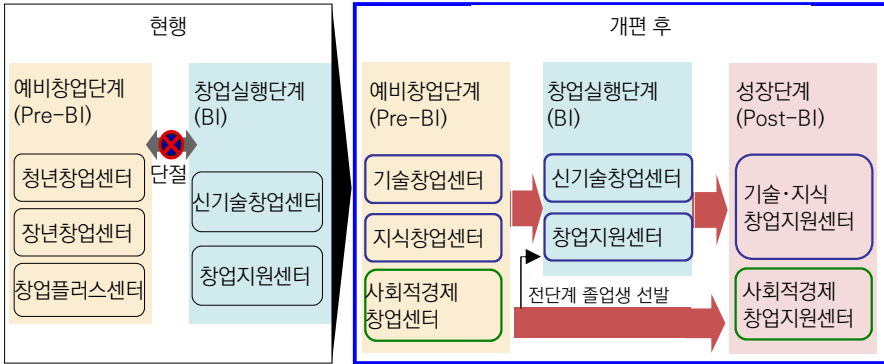 현행
예비창업단계
(Pre-BI)
창업실행단계
(BI)
단절
청년창업센터
장년창업센터
창업플러스센터
신기술창업센터
창업지원센터
개편 후
예비창업단계
(Pre-BI)
창업실행단계
(BI)
성장단계
(Post-BI)
기술창업센터
지식창업센터
사회적경제
창업센터
신기술창업센터
창업지원센터
전단계 졸업생 선발
기술·지식
창업지원센터
사회적경제
창업지원센터